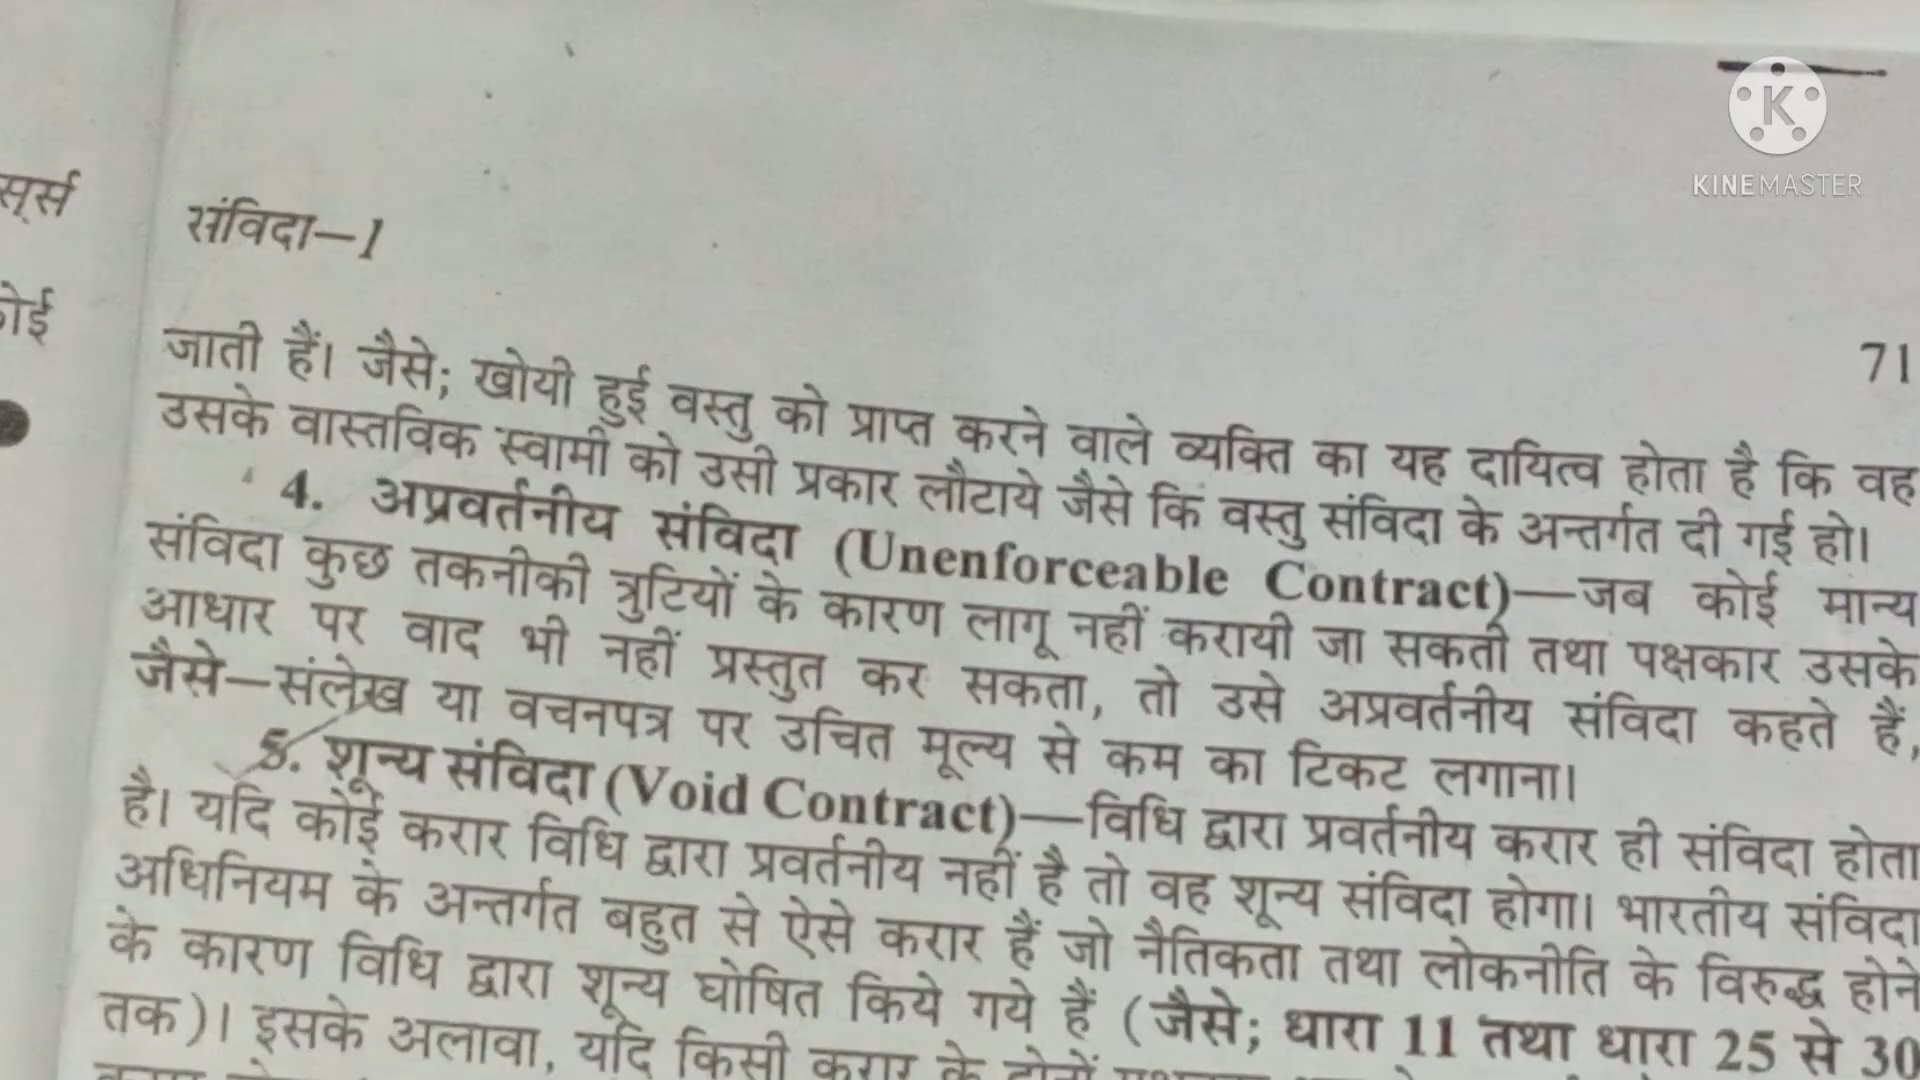 KINEMASTER
सूर्स
संविदा—1
71
जाती हैं। जैसे; खोयी हुई वस्तु को प्राप्त करने वाले व्यक्ति का यह दायित्व होता है कि वह
उसके वास्तविक स्वामी को उसी प्रकार लौटाये जैसे कि वस्तु संविदा के अन्तर्गत दी गई हो।
4. अप्रवर्तनीय संविदा (Unenforceable Contract)—जब कोई मान्य
संविदा कुछ तकनीकी त्रुटियों के कारण लागू नहीं करायी जा सकती तथा पक्षकार उसके
आधार पर वाद भी नहीं प्रस्तुत कर सकता, तो उसे अप्रवर्तनीय संविदा कहते हैं,
जैसे—संलेख या वचनपत्र पर उचित मूल्य से कम का टिकट लगाना।
5. शून्य संविदा (Void Contract)—विधि द्वारा प्रवर्तनीय करार ही संविदा होता
है। यदि कोई करार विधि द्वारा प्रवर्तनीय नहीं है तो वह शून्य संविदा होगा। भारतीय संविदा
अधिनियम के अन्तर्गत बहुत से ऐसे करार हैं जो नैतिकता तथा लोकनीति के विरुद्ध होने
के कारण विधि द्वारा शून्य घोषित किये गये हैं (जैसे; धारा 11 तथा धारा 25 से 30
तक)। इसके अलावा, यदि किसी करार के दोनों